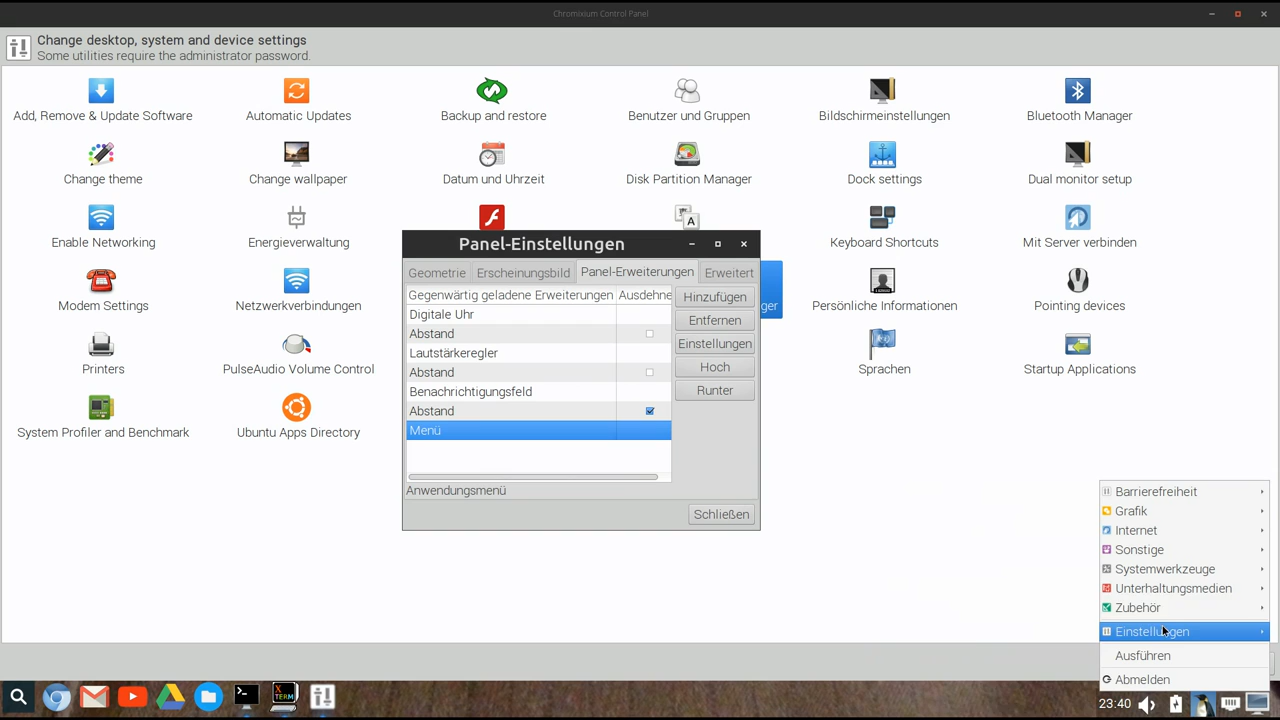 Chromixium Control Panel
Change desktop, system and device settings
Some utilities require the administrator password.
Add, Remove & Update Software
Automatic Updates
Backup and restore
Benutzer und Gruppen
Bildschirmeinstellungen
Bluetooth Manager
Change theme
Change wallpaper
Datum und Uhrzeit
Disk Partition Manager
Dock settings
Dual monitor setup
Enable Networking
Energieverwaltung
A
Keyboard Shortcuts
Mit Server verbinden
Modem Settings
Netzwerkverbindungen
ger
Persönliche Informationen
Pointing devices
Printers
PulseAudio Volume Control
Sprachen
Startup Applications
System Profiler and Benchmark
Ubuntu Apps Directory
Panel-Einstellungen
Geometrie
Erscheinungsbild
Panel-Erweiterungen
Erweitert
Gegenwärtig geladene Erweiterungen
Ausdehne
Digitale Uhr
Abstand
Lautstärkeregler
Abstand
Benachrichtigungsfeld
Abstand
Menü
Hinzufügen
Entfernen
Einstellungen
Hoch
Runter
Anwendungsmenü
Schließen
Barrierefreiheit
Grafik
Internet
Sonstige
Systemwerkzeuge
Unterhaltungsmedien
Zubehör
Einstellungen
Ausführen
Abmelden
XTERM
23:40